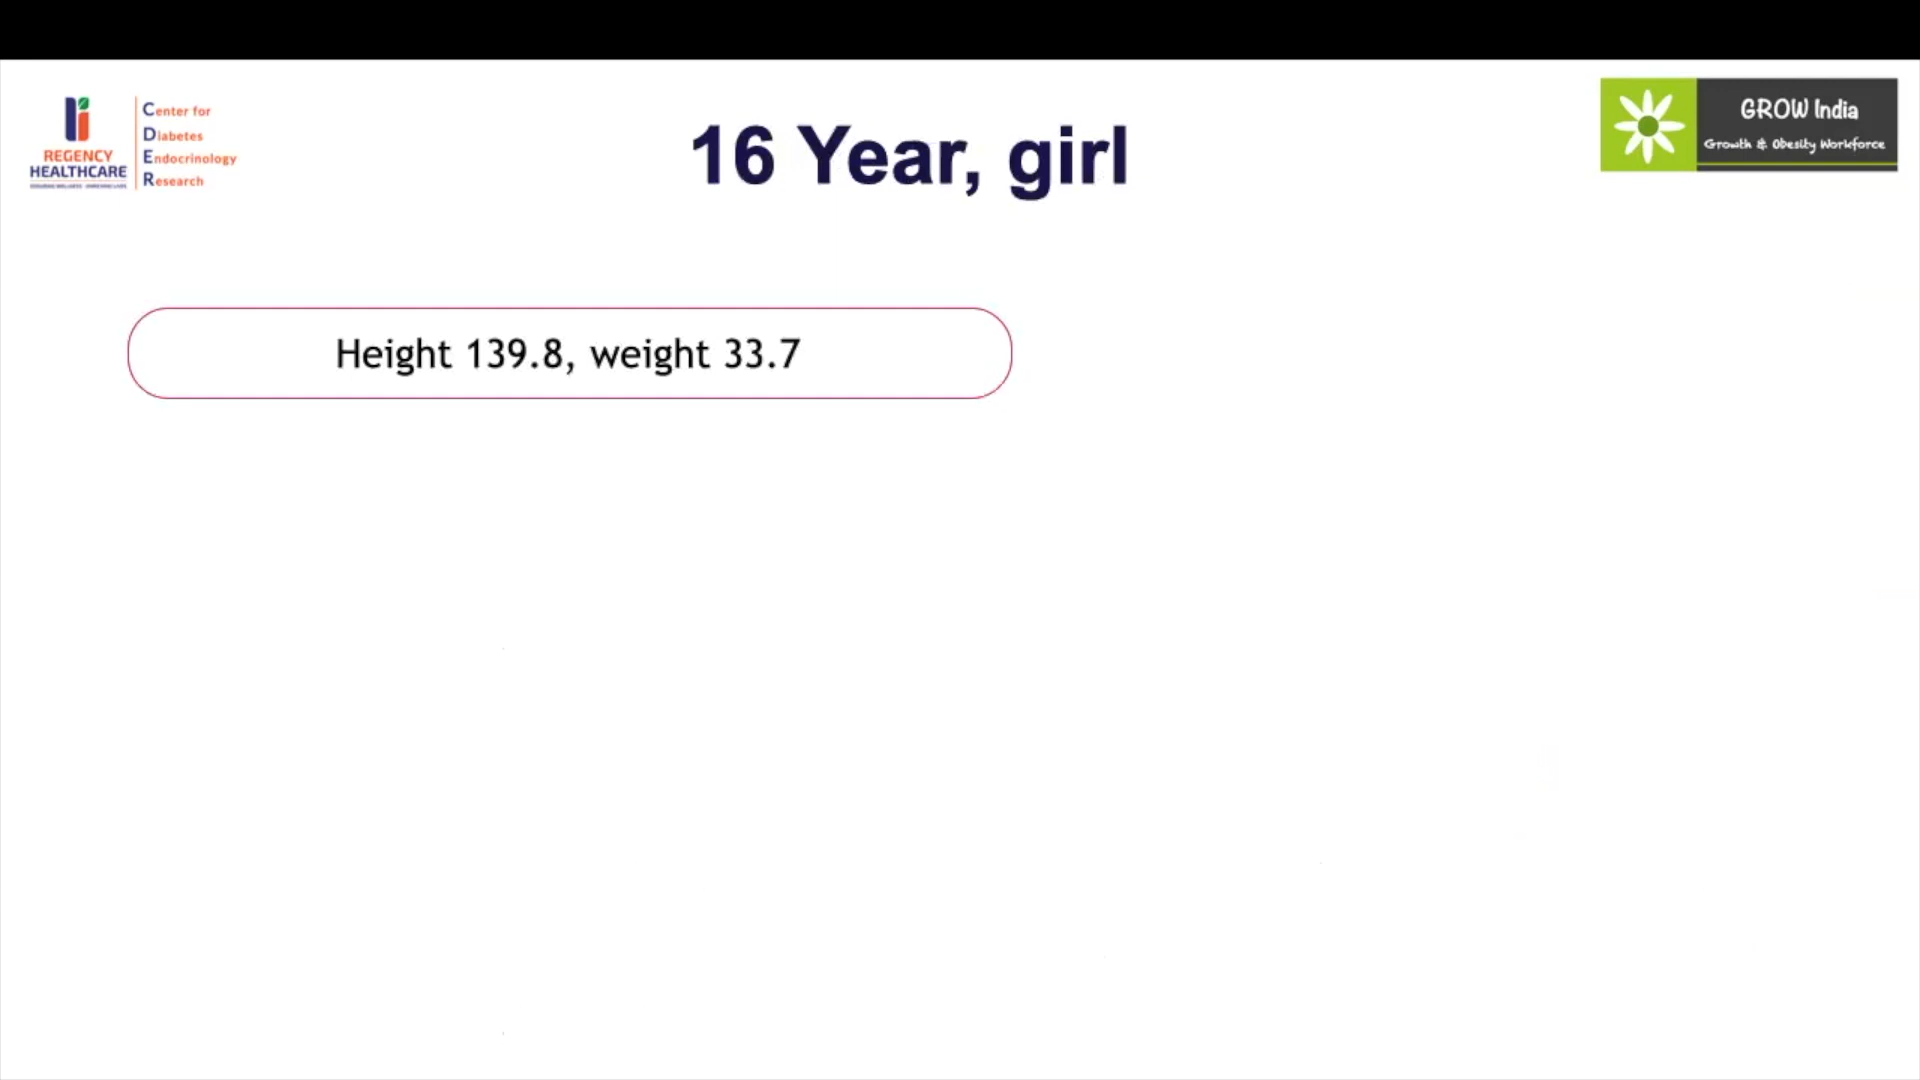 REGENCY
HEALTHCARE
Center for
Diabetes
Endocrinology
Research
16 Year, girl
GROW India
Growth & Obesity Workforce
Height 139.8, weight 33.7